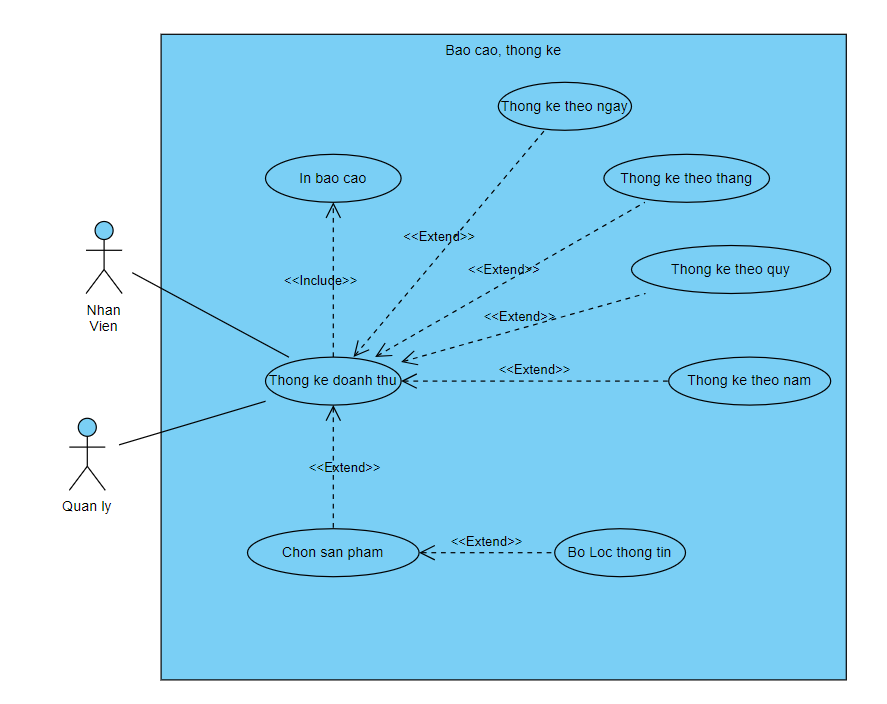 Bao cao, thong ke
Thong ke theo ngay
In bao cao
Thong ke theo thang
<<Extend>>
Thong ke theo quy
<<Extend>>
<<Include>>
Nhan
Vien
<<Extend>>
<<Extend>>
Thong ke doanh thu
Thong ke theo nam
<<Extend>>
Quan ly
<<Extend>>
Chon san pham
Bo Loc thong tin